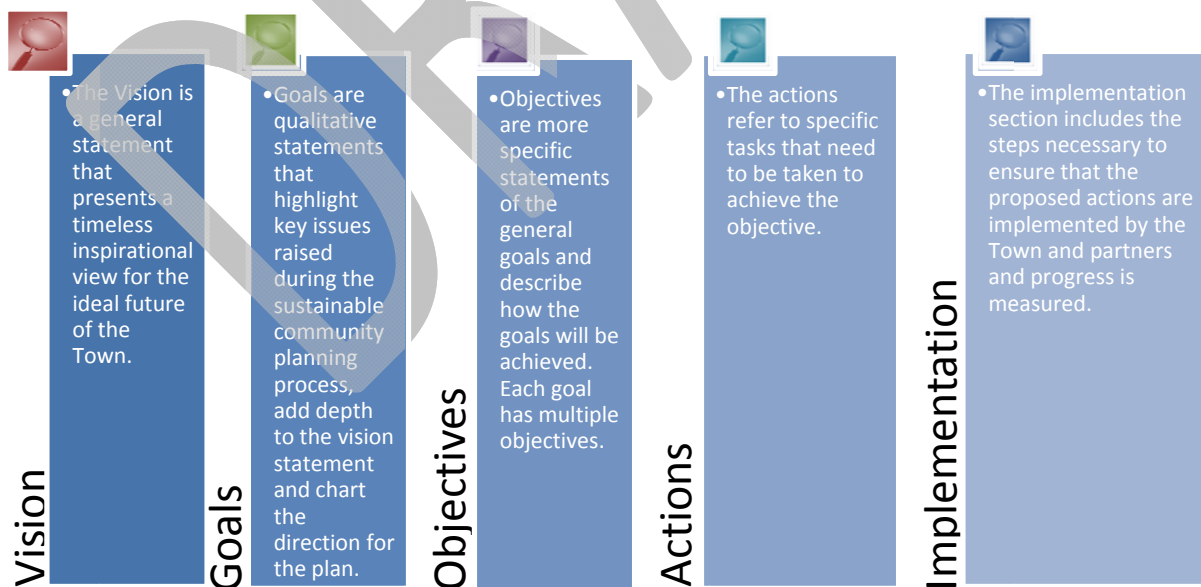 Vision
•The Vision is
a general
statement
that
presents a
timeless
inspirational
view for the
ideal future
of the
Town.
Goals
•Goals are
qualitative
statements
that
highlight
key issues
raised
during the
sustainable
community
planning
process,
add depth
to the vision
statement
and chart
the
direction for
the plan.
Objectives
•Objectives
are more
specific
statements
of the
general
goals and
describe
how the
goals will be
achieved.
Each goal
has multiple
objectives.
Actions
•The actions
refer to specific
tasks that need
to be taken to
achieve the
objective.
Implementation
•The implementation
section includes the
steps necessary to
ensure that the
proposed actions are
implemented by the
Town and partners
and progress is
measured.